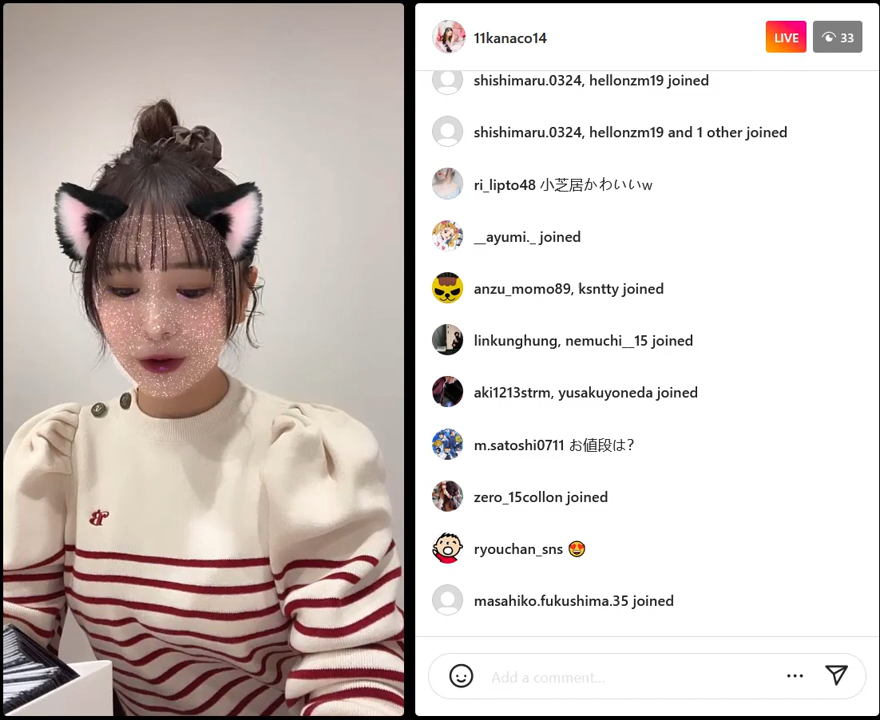 11kanaco14
LIVE
33
shishimaru.0324, hellonzm19 joined
shishimaru.0324, hellonzm19 and 1 other joined
ri_lipto48 小芝居かわいいw
__ayumi._ joined
anzu_momo89, ksntty joined
linkunghung, nemuchi__15 joined
aki1213strm, yusakuyoneda joined
m.satoshi0711 お値段は?
zero_15collon joined
ryouchan_sns 😍
masahiko.fukushima.35 joined
Add a comment...